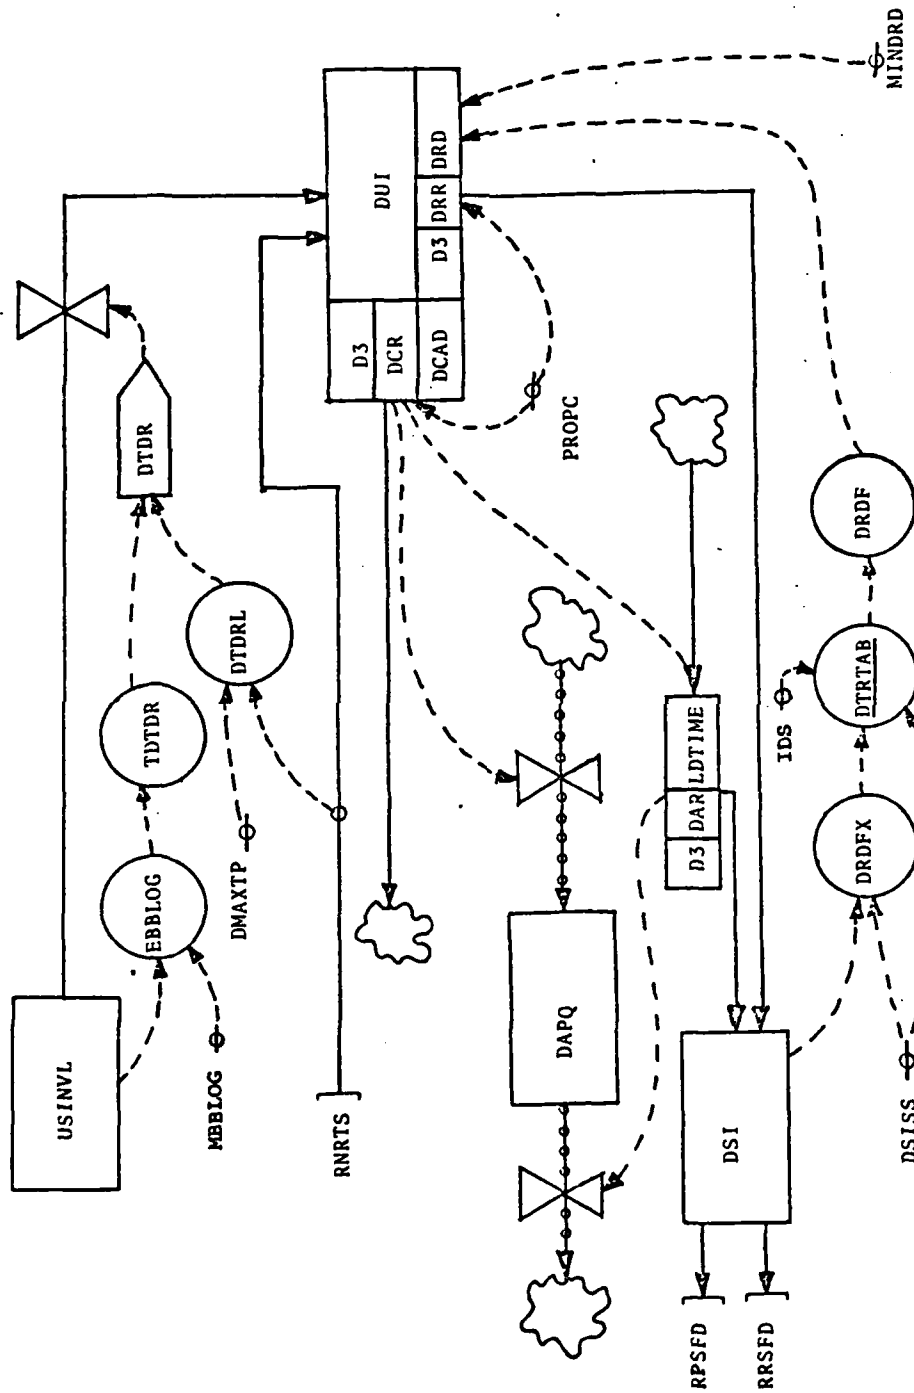 USINVL
EBBLOG
MBBLOG
TDTDR
DMAXTP
DTDRL
DTDR
RNRTS
DUI
D3
DCR
DCAD
D3
DRR
DRD
PROPC
MINDRD
DAPQ
D3
DAR
LDTIME
DSI
RPSFD
RRSFD
IDS
DRDFX
DTRTAB
DRDF
DSISS